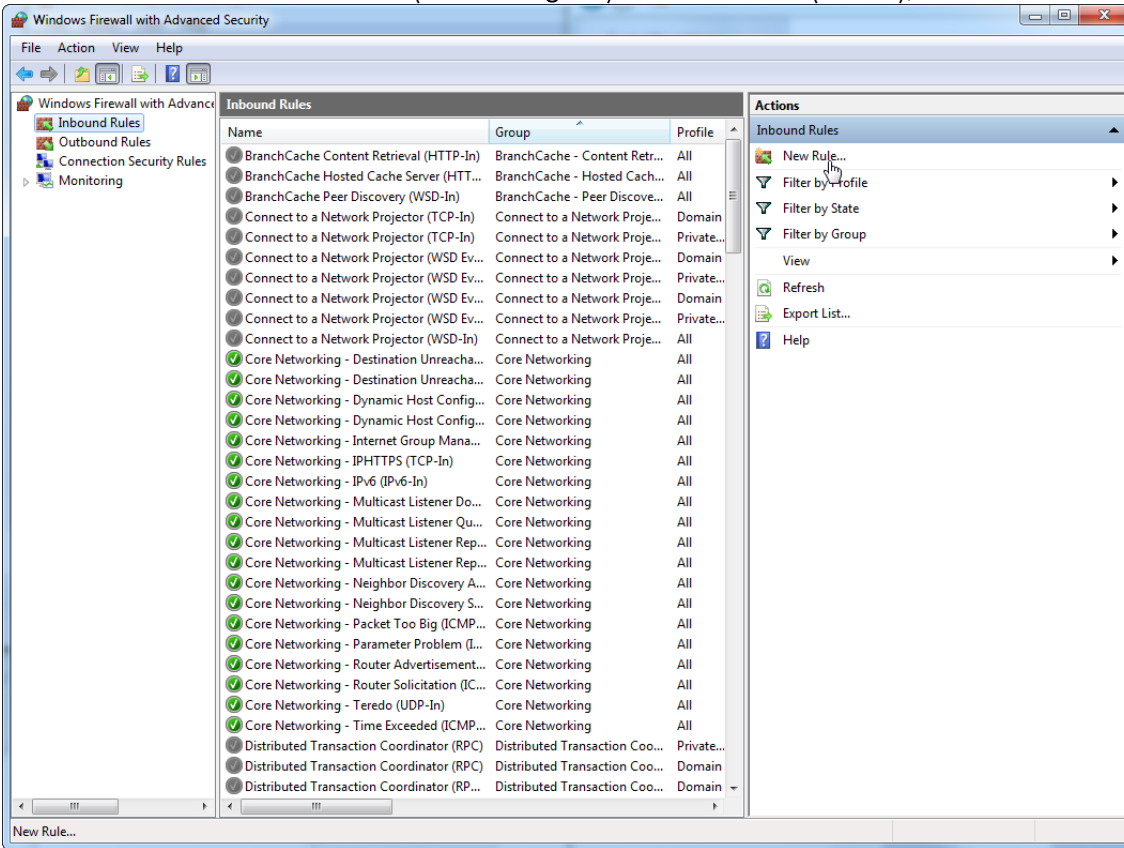 Windows Firewall with Advanced Security
File Action View Help
Windows Firewall with Advance
Inbound Rules
Outbound Rules
Connection Security Rules
Monitoring
Inbound Rules
Name Group Profile
BranchCache Content Retrieval (HTTP-In) BranchCache - Content Retr... All
BranchCache Hosted Cache Server (HTT... BranchCache - Hosted Cach... All
BranchCache Peer Discovery (WSD-In) BranchCache - Peer Discove... All
Connect to a Network Projector (TCP-In) Connect to a Network Proje... Domain
Connect to a Network Projector (TCP-In) Connect to a Network Proje... Private...
Connect to a Network Projector (WSD Ev... Connect to a Network Proje... Domain
Connect to a Network Projector (WSD Ev... Connect to a Network Proje... Private...
Connect to a Network Projector (WSD Ev... Connect to a Network Proje... Domain
Connect to a Network Projector (WSD Ev... Connect to a Network Proje... Private...
Connect to a Network Projector (WSD-In) Connect to a Network Proje... All
Core Networking - Destination Unreacha... Core Networking All
Core Networking - Destination Unreacha... Core Networking All
Core Networking - Dynamic Host Config... Core Networking All
Core Networking - Dynamic Host Config... Core Networking All
Core Networking - Internet Group Mana... Core Networking All
Core Networking - IPHTTPS (TCP-In) Core Networking All
Core Networking - IPv6 (IPv6-In) Core Networking All
Core Networking - Multicast Listener Do... Core Networking All
Core Networking - Multicast Listener Qu... Core Networking All
Core Networking - Multicast Listener Rep... Core Networking All
Core Networking - Multicast Listener Rep... Core Networking All
Core Networking - Neighbor Discovery A... Core Networking All
Core Networking - Neighbor Discovery S... Core Networking All
Core Networking - Packet Too Big (ICMP... Core Networking All
Core Networking - Parameter Problem (I... Core Networking All
Core Networking - Router Advertisement... Core Networking All
Core Networking - Router Solicitation (IC... Core Networking All
Core Networking - Teredo (UDP-In) Core Networking All
Core Networking - Time Exceeded (ICMP... Core Networking All
Distributed Transaction Coordinator (RPC) Distributed Transaction Coo... Private...
Distributed Transaction Coordinator (RPC) Distributed Transaction Coo... Domain
Distributed Transaction Coordinator (RP... Distributed Transaction Coo... Domain
Actions
Inbound Rules
New Rule...
Filter by Profile
Filter by State
Filter by Group
View
Refresh
Export List...
Help
New Rule...